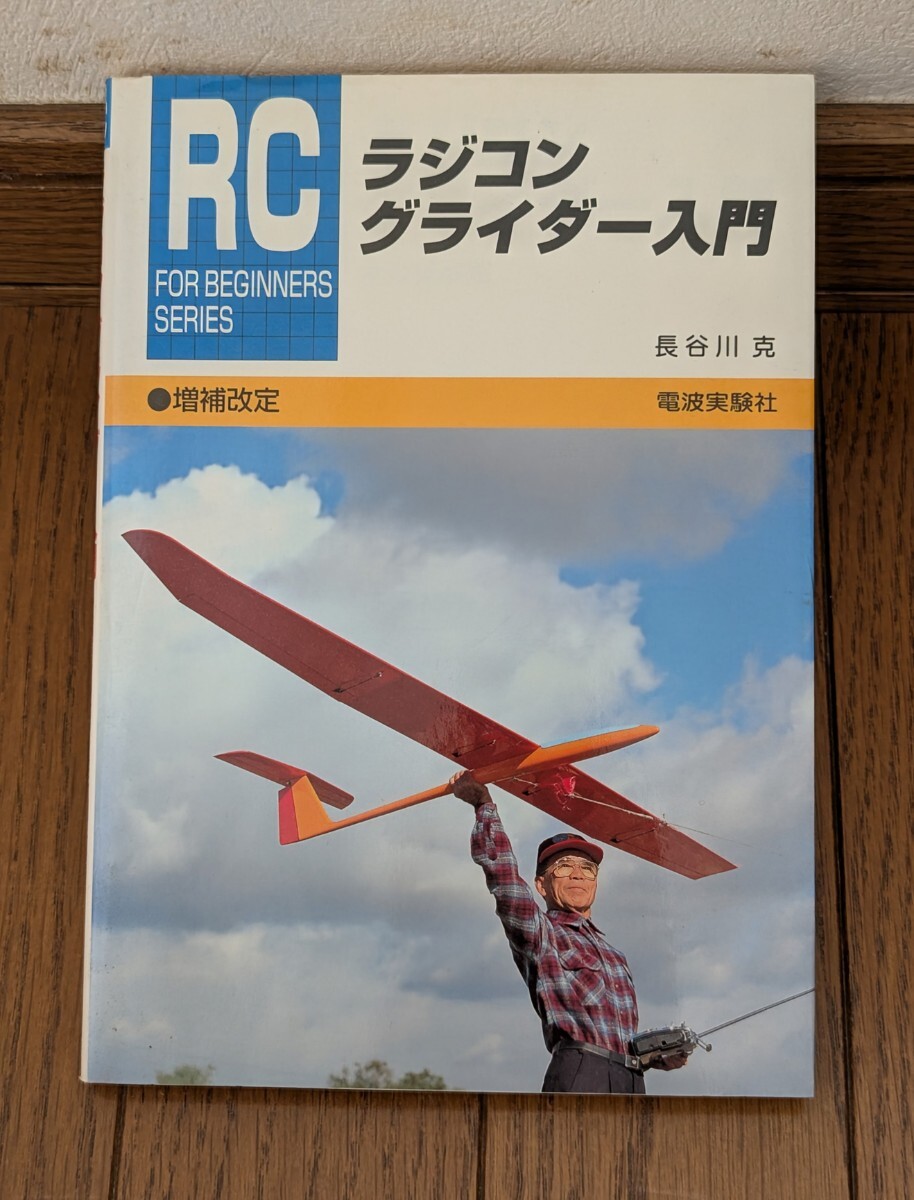 RC
FOR BEGINNERS
SERIES
ラジコン
グライダー入門
長谷川 克
●増補改定
電波実験社